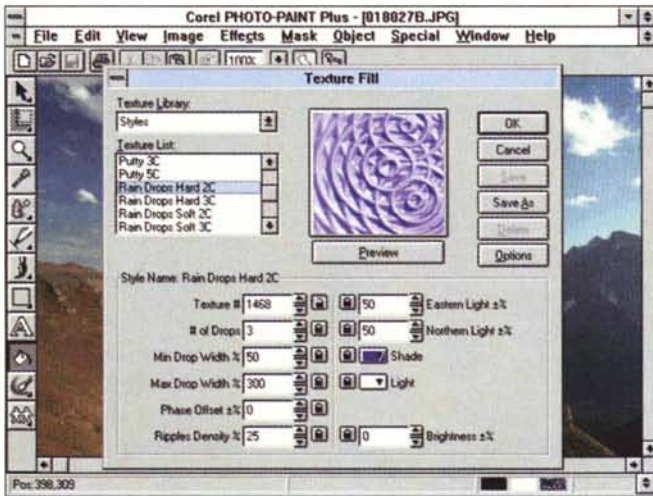 Corel PHOTO-PAINT Plus - [018027B.JPG]
File Edit View Image Effects Mask Object Special Window Help
100%
Texture Fill
Texture Library:
Styles
Texture List:
Putty 3C
Putty 5C
Rain Drops Hard 2C
Rain Drops Hard 3C
Rain Drops Soft 2C
Rain Drops Soft 3C
Preview
OK
Cancel
Save
Save As
Delete
Options
Style Name: Rain Drops Hard 2C
Texture # 1468
# of Drops 3
Min Drop Width % 50
Max Drop Width % 300
Phase Offset ±% 0
Ripples Density % 25
50 Eastern Light ±%
50 Northern Light ±%
Shade
Light
0 Brightness ±%
Pos:398,309